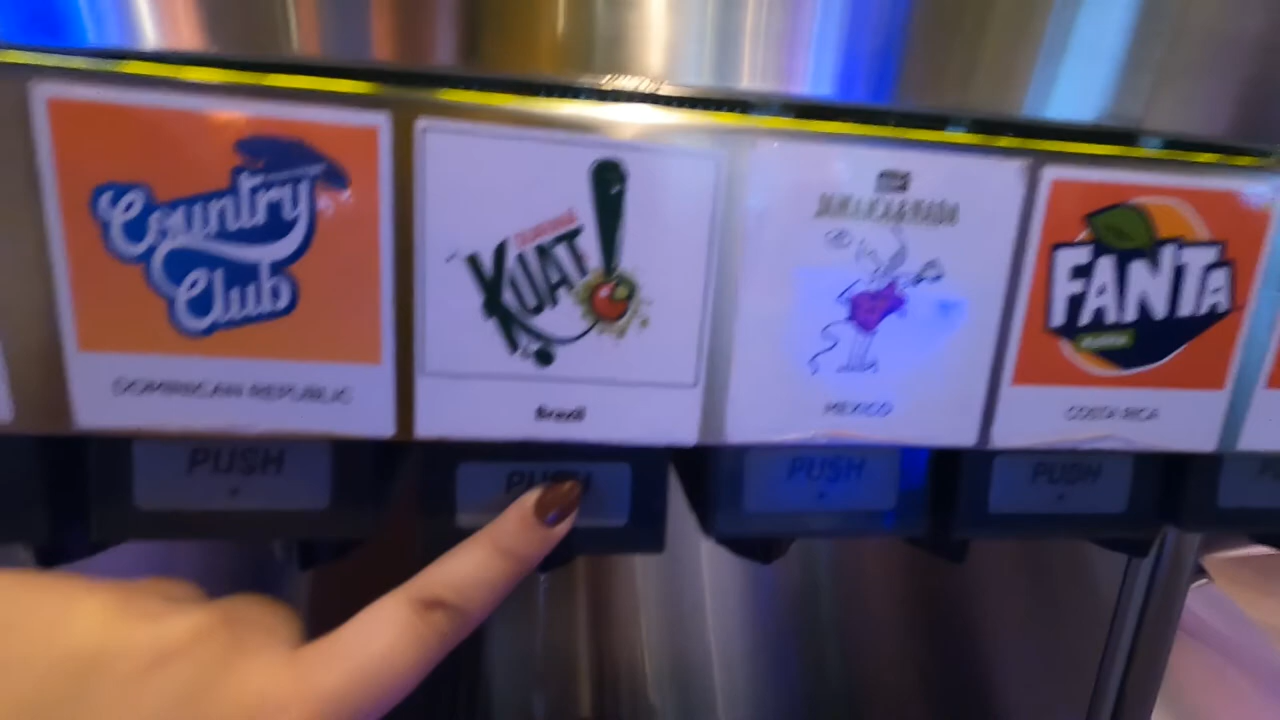 Country
Club
DOMINICAN REPUBLIC
PUSH
KUAT
Brazil
PUSH
MEXICO
PUSH
FANTA
COSTA RICA
PUSH